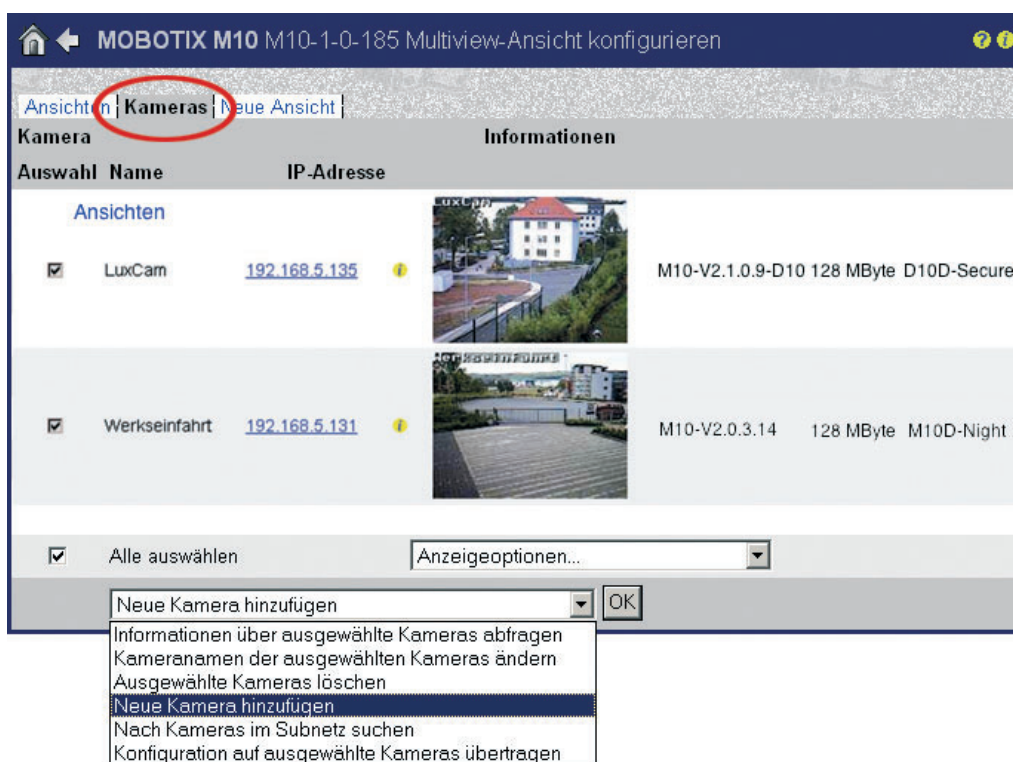 MOBOTIX M10 M10-1-0-185 Multiview-Ansicht konfigurieren
Ansichten Kameras Neue Ansicht
Kamera Informationen
Auswahl Name IP-Adresse
Ansichten
LuxCam
LuxCam 192.168.5.135 M10-V2.1.0.9-D10 128 MByte D10D-Secure
Werkseinfahrt 192.168.5.131 M10-V2.0.3.14 128 MByte M10D-Night
Alle auswählen Anzeigeoptionen...
Neue Kamera hinzufügen OK
Informationen über ausgewählte Kameras abfragen
Kameranamen der ausgewählten Kameras ändern
Ausgewählte Kameras löschen
Neue Kamera hinzufügen
Nach Kameras im Subnetz suchen
Konfiguration auf ausgewählte Kameras übertragen